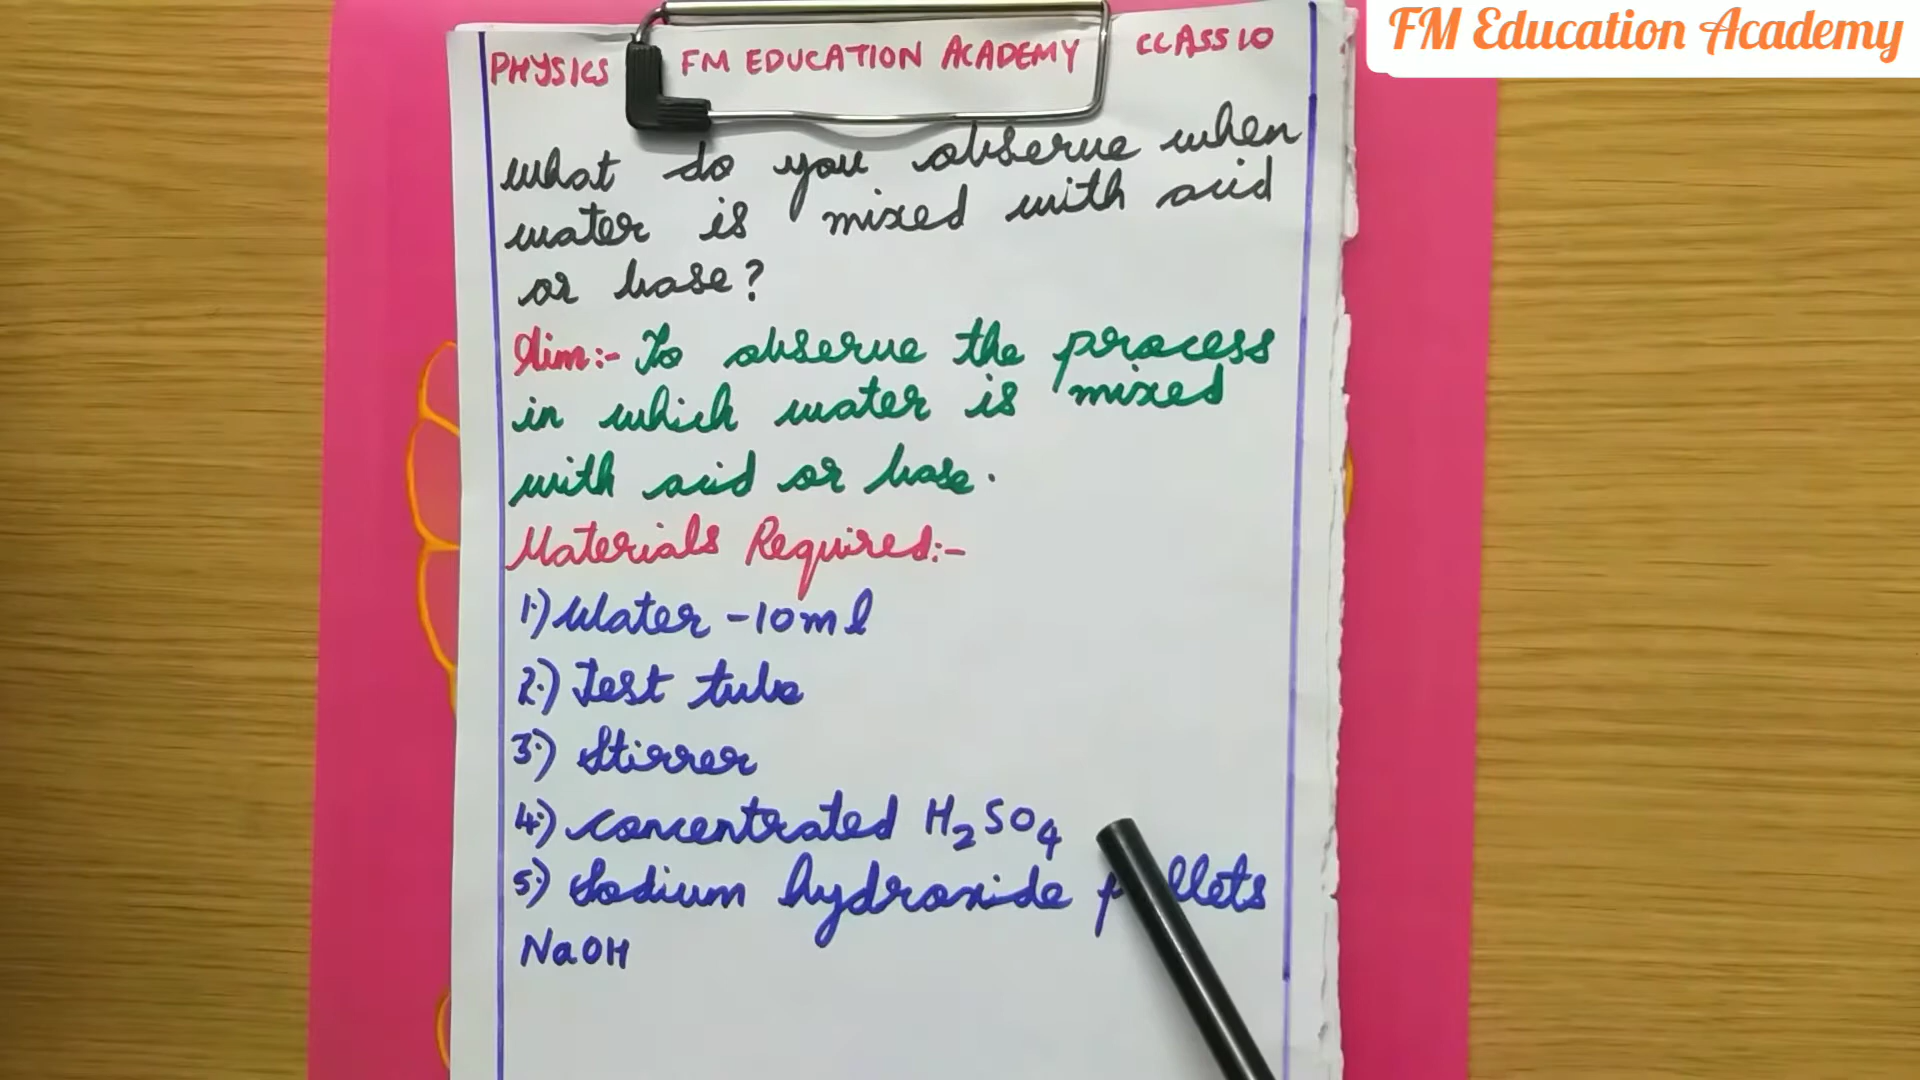 FM Education Academy
PHYSICS FM EDUCATION ACADEMY CLASS 10
What do you observe when
water is mixed with acid
or base?
Aim:- To observe the process
in which water is mixed
with acid or base.
Materials Required:-
1.) Water - 10ml
2.) Test tube
3.) Stirrer
4.) concentrated H₂SO₄
5.) Sodium hydroxide pellets
NaOH